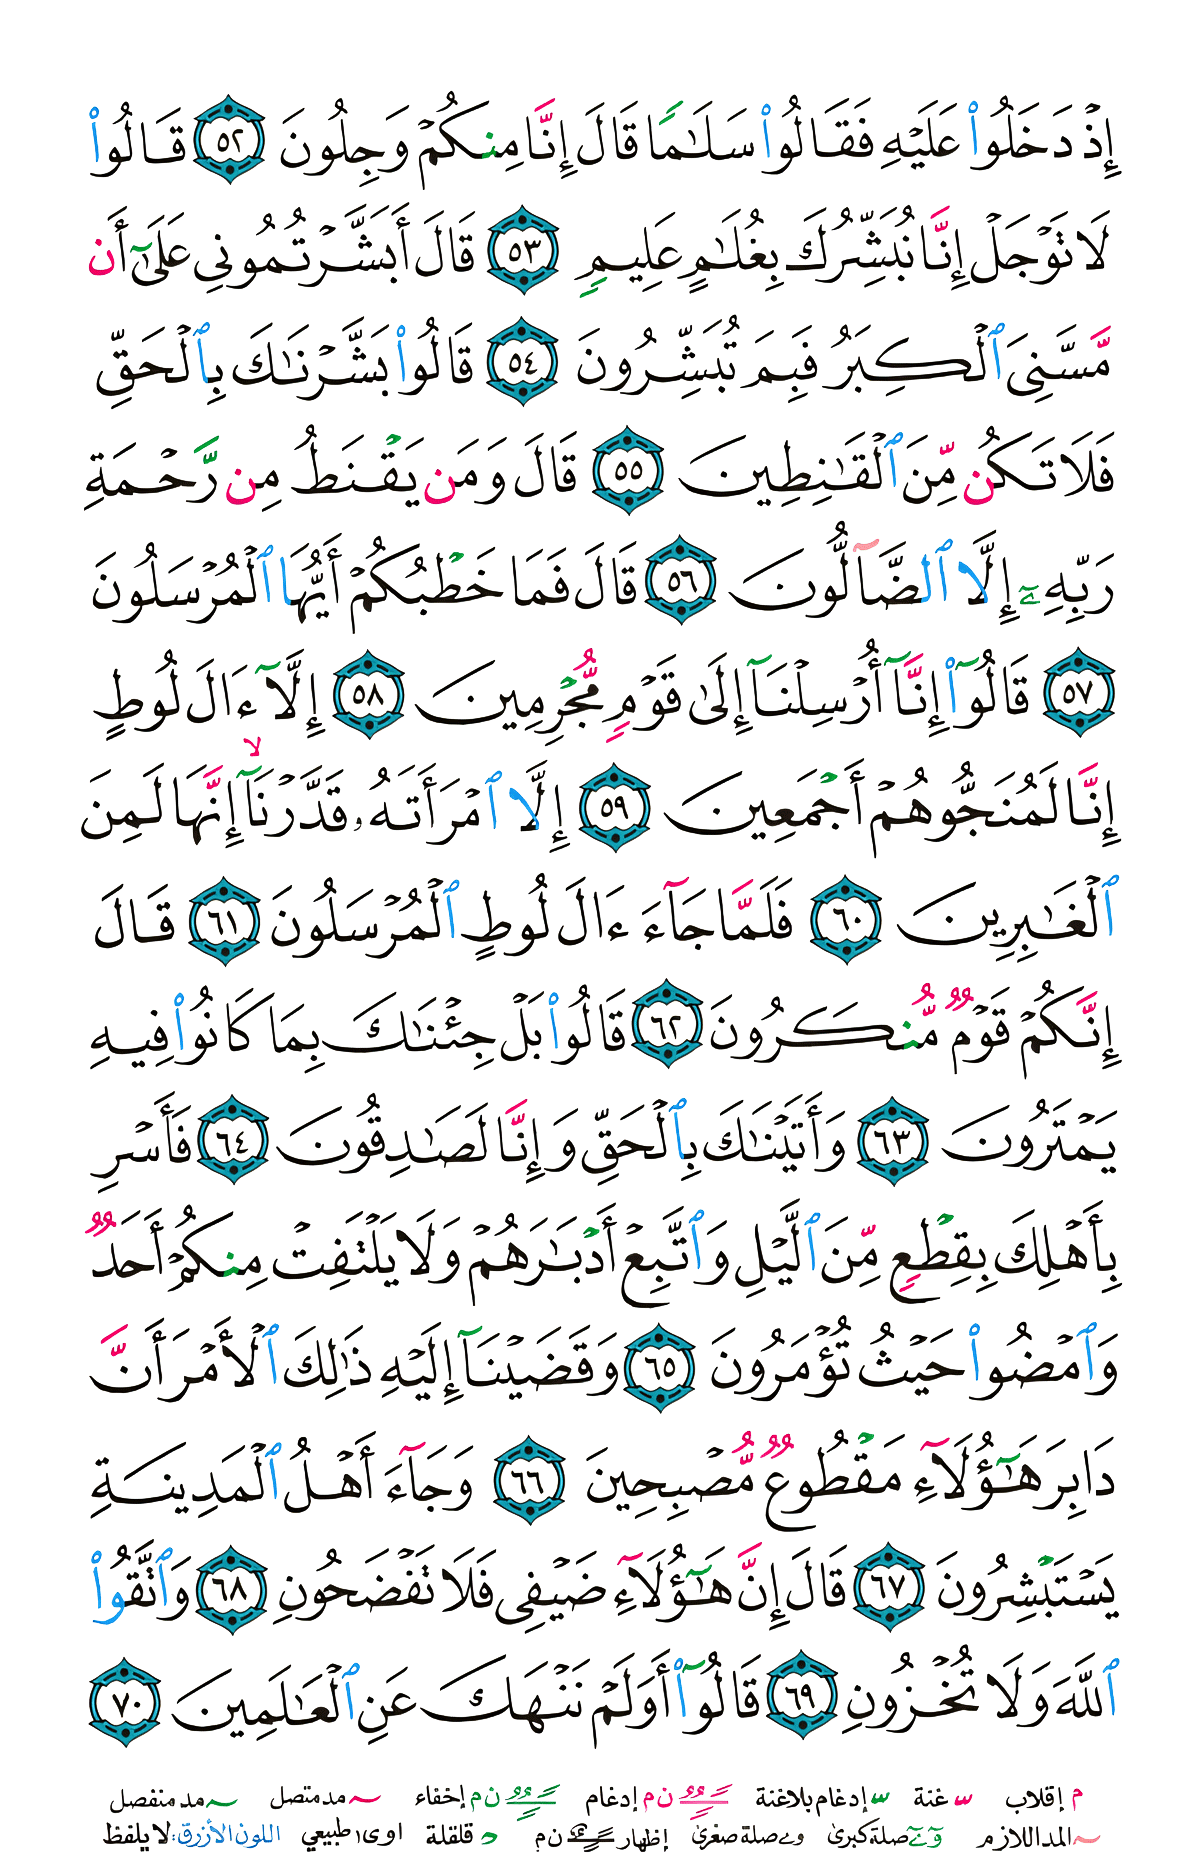 إِذْ دَخَلُوا۟ عَلَيْهِ فَقَالُوا۟ سَلَـٰمًا قَالَ إِنَّا مِنكُمْ وَجِلُونَ ٥٢ قَالُوا۟
لَا تَوْجَلْ إِنَّا نُبَشِّرُكَ بِغُلَـٰمٍ عَلِيمٍ ٥٣ قَالَ أَبَشَّرْتُمُونِى عَلَىٰٓ أَن
مَّسَّنِىَ ٱلْكِبَرُ فَبِمَ تُبَشِّرُونَ ٥٤ قَالُوا۟ بَشَّرْنَـٰكَ بِٱلْحَقِّ
فَلَا تَكُن مِّنَ ٱلْقَـٰنِطِينَ ٥٥ قَالَ وَمَن يَقْنَطُ مِن رَّحْمَةِ
رَبِّهِۦٓ إِلَّا ٱلضَّآلُّونَ ٥٦ قَالَ فَمَا خَطْبُكُمْ أَيُّهَا ٱلْمُرْسَلُونَ
٥٧ قَالُوٓا۟ إِنَّآ أُرْسِلْنَآ إِلَىٰ قَوْمٍ مُّجْرِمِينَ ٥٨ إِلَّآ ءَالَ لُوطٍ
إِنَّا لَمُنَجُّوهُمْ أَجْمَعِينَ ٥٩ إِلَّا ٱمْرَأَتَهُۥ قَدَّرْنَآ ۙ إِنَّهَا لَمِنَ
ٱلْغَـٰبِرِينَ ٦٠ فَلَمَّا جَآءَ ءَالَ لُوطٍ ٱلْمُرْسَلُونَ ٦١ قَالَ
إِنَّكُمْ قَوْمٌ مُّنكَرُونَ ٦٢ قَالُوا۟ بَلْ جِئْنَـٰكَ بِمَا كَانُوا۟ فِيهِ
يَمْتَرُونَ ٦٣ وَأَتَيْنَـٰكَ بِٱلْحَقِّ وَإِنَّا لَصَـٰدِقُونَ ٦٤ فَأَسْرِ
بِأَهْلِكَ بِقِطْعٍ مِّنَ ٱلَّيْلِ وَٱتَّبِعْ أَدْبَـٰرَهُمْ وَلَا يَلْتَفِتْ مِنكُمْ أَحَدٌ
وَٱمْضُوا۟ حَيْثُ تُؤْمَرُونَ ٦٥ وَقَضَيْنَآ إِلَيْهِ ذَٰلِكَ ٱلْأَمْرَ أَنَّ
دَابِرَ هَـٰٓؤُلَآءِ مَقْطُوعٌ مُّصْبِحِينَ ٦٦ وَجَآءَ أَهْلُ ٱلْمَدِينَةِ
يَسْتَبْشِرُونَ ٦٧ قَالَ إِنَّ هَـٰٓؤُلَآءِ ضَيْفِى فَلَا تَفْضَحُونِ ٦٨ وَٱتَّقُوا۟
ٱللَّهَ وَلَا تُخْزُونِ ٦٩ قَالُوٓا۟ أَوَلَمْ نَنْهَكَ عَنِ ٱلْعَـٰلَمِينَ ٧٠
م إقلاب غنة إدغام بلاغنة ن م إدغام ن م إخفاء مد متصل مد منفصل
المد اللازم صلة كبرى و ے صلة صغرى إظهار ن م قلقلة اوى طبيعي اللون الأزرق: لا يلفظ